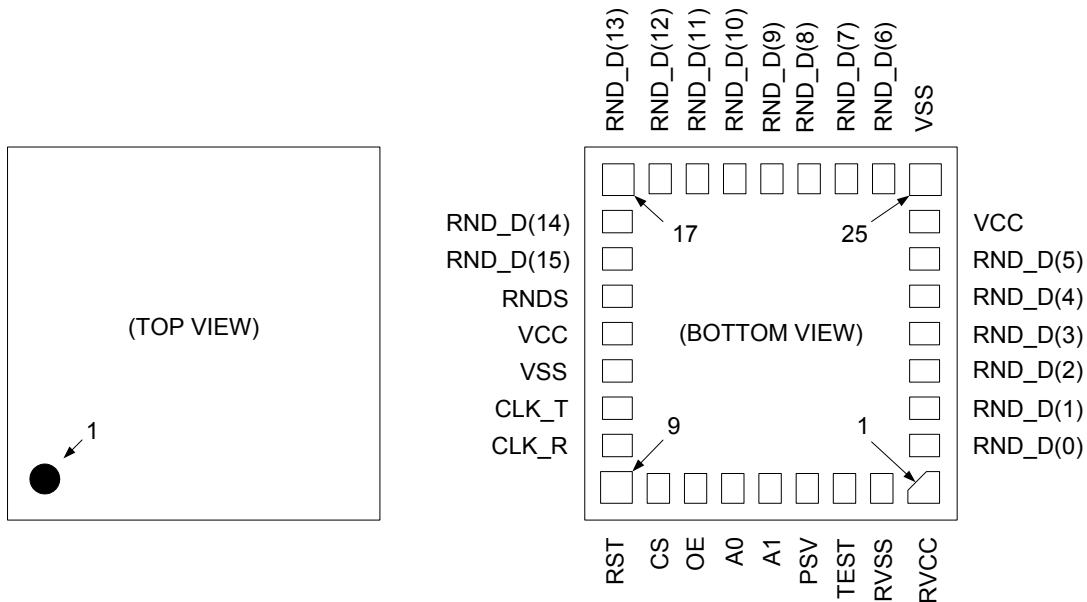 RND_D(13)
RND_D(12)
RND_D(11)
RND_D(10)
RND_D(9)
RND_D(8)
RND_D(7)
RND_D(6)
VSS
RND_D(14)
RND_D(15)
RNDS
VCC
VSS
CLK_T
CLK_R
17
25
VCC
RND_D(5)
RND_D(4)
RND_D(3)
RND_D(2)
RND_D(1)
RND_D(0)
(TOP VIEW)
(BOTTOM VIEW)
1
9
1
RST
CS
OE
A0
A1
PSV
TEST
RVSS
RVCC